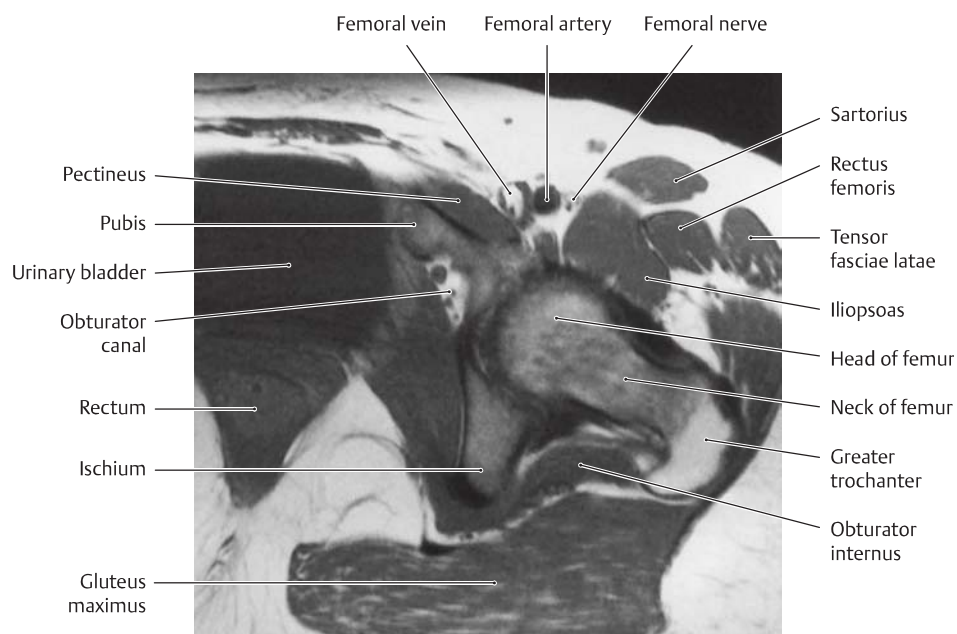 Femoral vein
Femoral artery
Femoral nerve
Pectineus
Pubis
Urinary bladder
Obturator
canal
Rectum
Ischium
Gluteus
maximus
Sartorius
Rectus
femoris
Tensor
fasciae latae
Iliopsoas
Head of femur
Neck of femur
Greater
trochanter
Obturator
internus